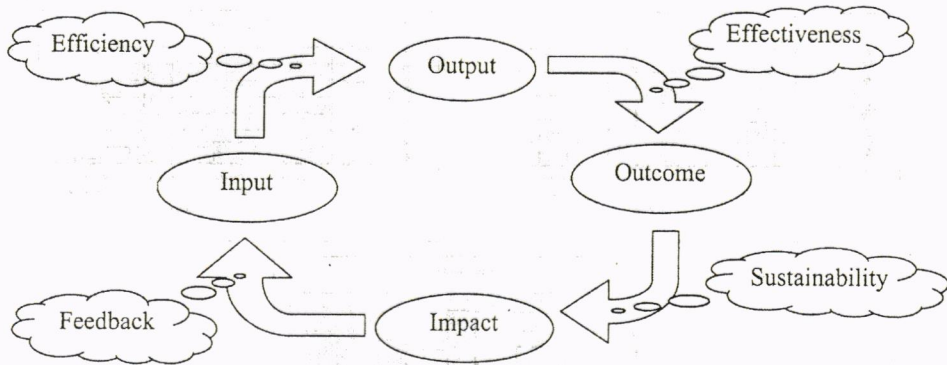 Efficiency
Effectiveness
Output
Input
Outcome
Sustainability
Feedback
Impact